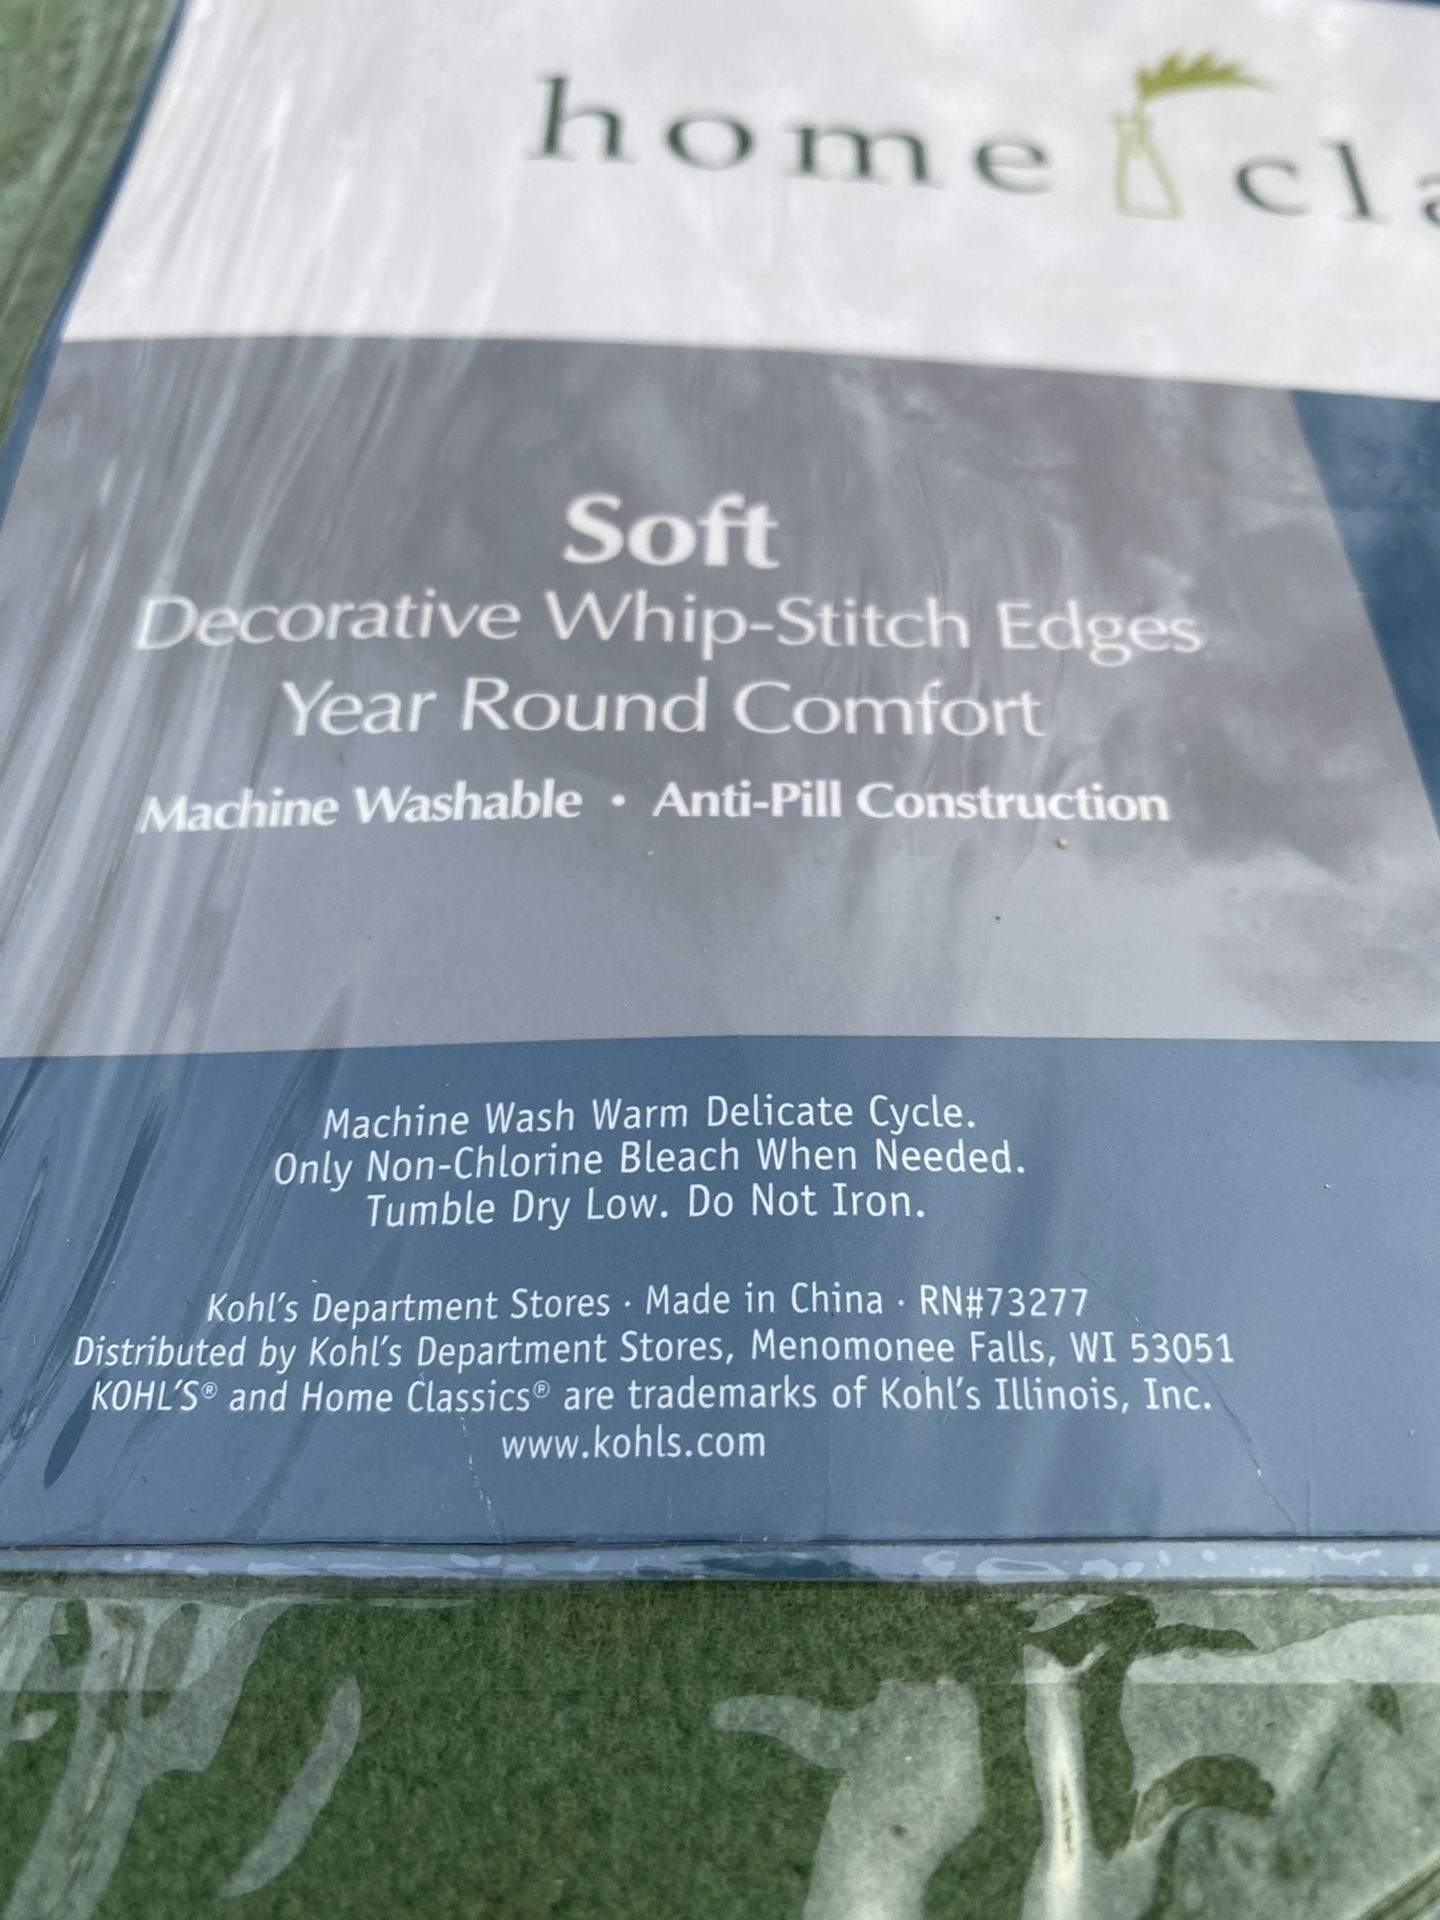 home cla
Soft
Decorative Whip-Stitch Edges
Year Round Comfort
Machine Washable • Anti-Pill Construction
Machine Wash Warm Delicate Cycle.
Only Non-Chlorine Bleach When Needed.
Tumble Dry Low. Do Not Iron.
Kohl's Department Stores · Made in China · RN#73277
Distributed by Kohl's Department Stores, Menomonee Falls, WI 53051
KOHL'S® and Home Classics® are trademarks of Kohl's Illinois, Inc.
www.kohls.com